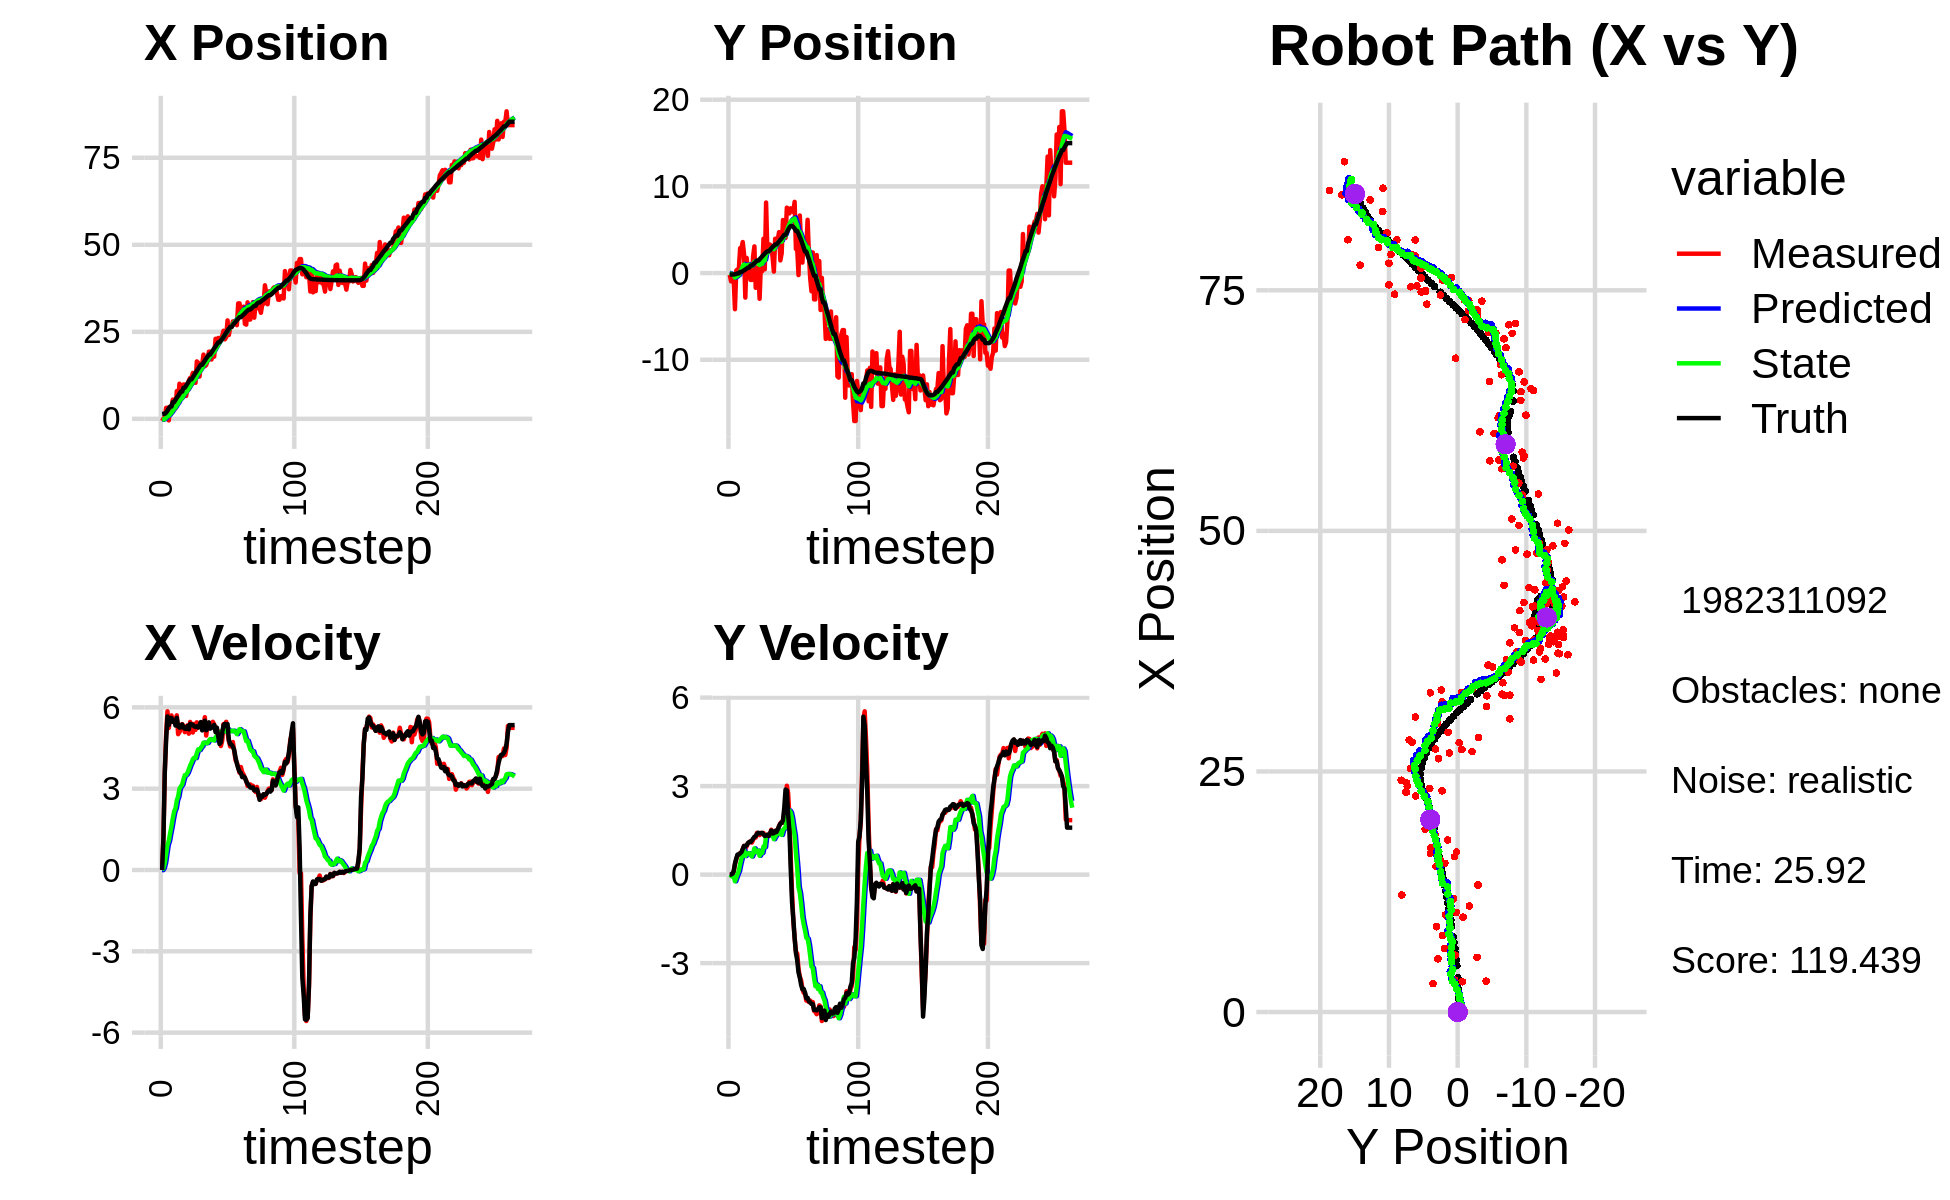 X Position
75
50
25
0
0
100
200
timestep
Y Position
20
10
0
-10
0
100
200
timestep
X Velocity
6
3
0
-3
-6
0
100
200
timestep
Y Velocity
6
3
0
-3
0
100
200
timestep
Robot Path (X vs Y)
X Position
75
50
25
0
20 10 0 -10 -20
Y Position
variable
Measured
Predicted
State
Truth
1982311092
Obstacles: none
Noise: realistic
Time: 25.92
Score: 119.439